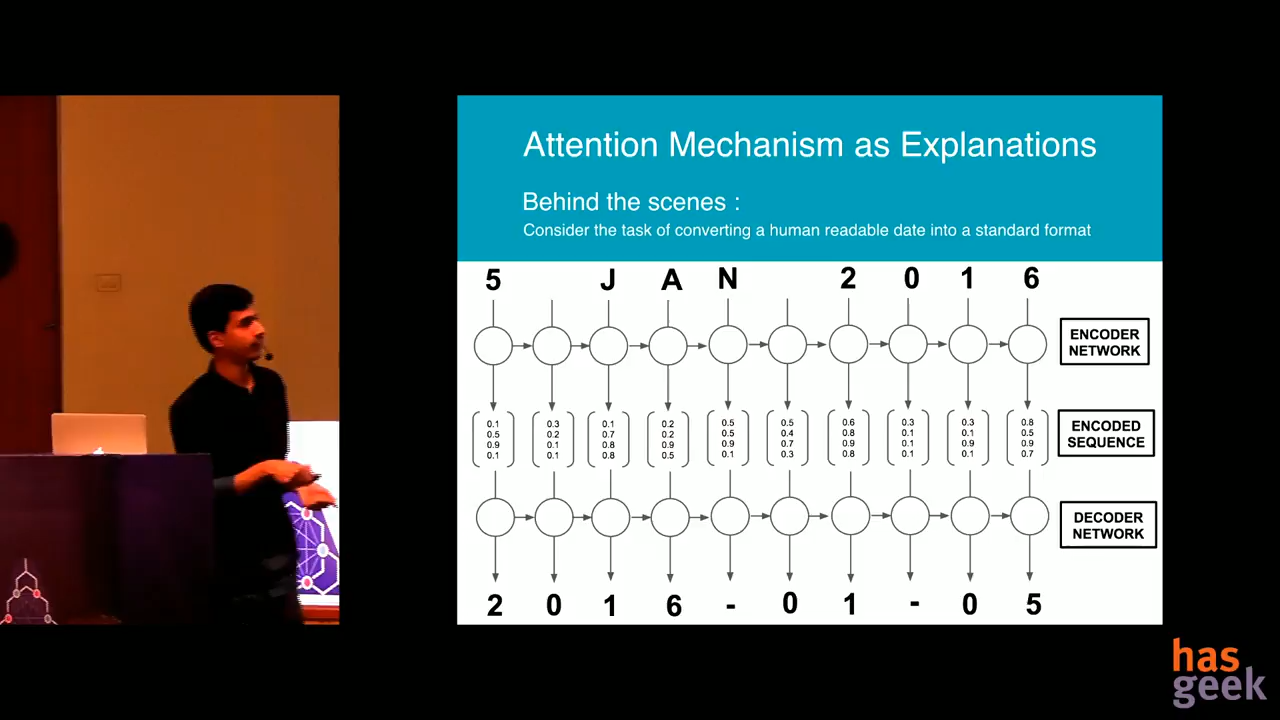 Attention Mechanism as Explanations
Behind the scenes :
Consider the task of converting a human readable date into a standard format
5 J A N 2 0 1 6
ENCODER
NETWORK
0.1 0.3 0.1 0.2 0.5 0.5 0.6 0.3 0.3 0.8
0.5 0.2 0.7 0.2 0.5 0.4 0.8 0.1 0.1 0.5
0.9 0.1 0.8 0.9 0.9 0.7 0.9 0.1 0.9 0.9
0.1 0.1 0.8 0.5 0.1 0.3 0.8 0.1 0.1 0.7
ENCODED
SEQUENCE
DECODER
NETWORK
2 0 1 6 - 0 1 - 0 5
has
geek